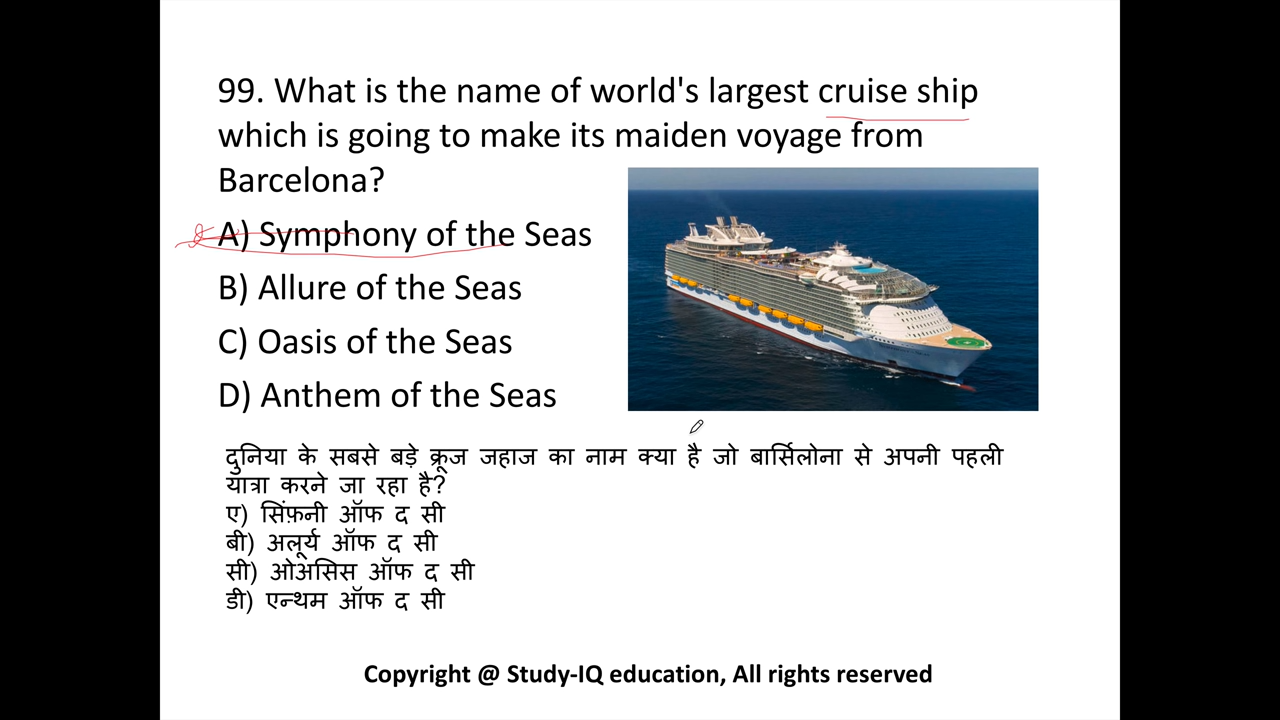 99. What is the name of world's largest cruise ship
which is going to make its maiden voyage from
Barcelona?
A) Symphony of the Seas
B) Allure of the Seas
C) Oasis of the Seas
D) Anthem of the Seas
दुनिया के सबसे बड़े क्रूज जहाज का नाम क्या है जो बार्सिलोना से अपनी पहली
यात्रा करने जा रहा है?
ए) सिंफ़नी ऑफ द सी
बी) अलूर्य ऑफ द सी
सी) ओअसिस ऑफ द सी
डी) एन्थम ऑफ द सी
Copyright @ Study-IQ education, All rights reserved